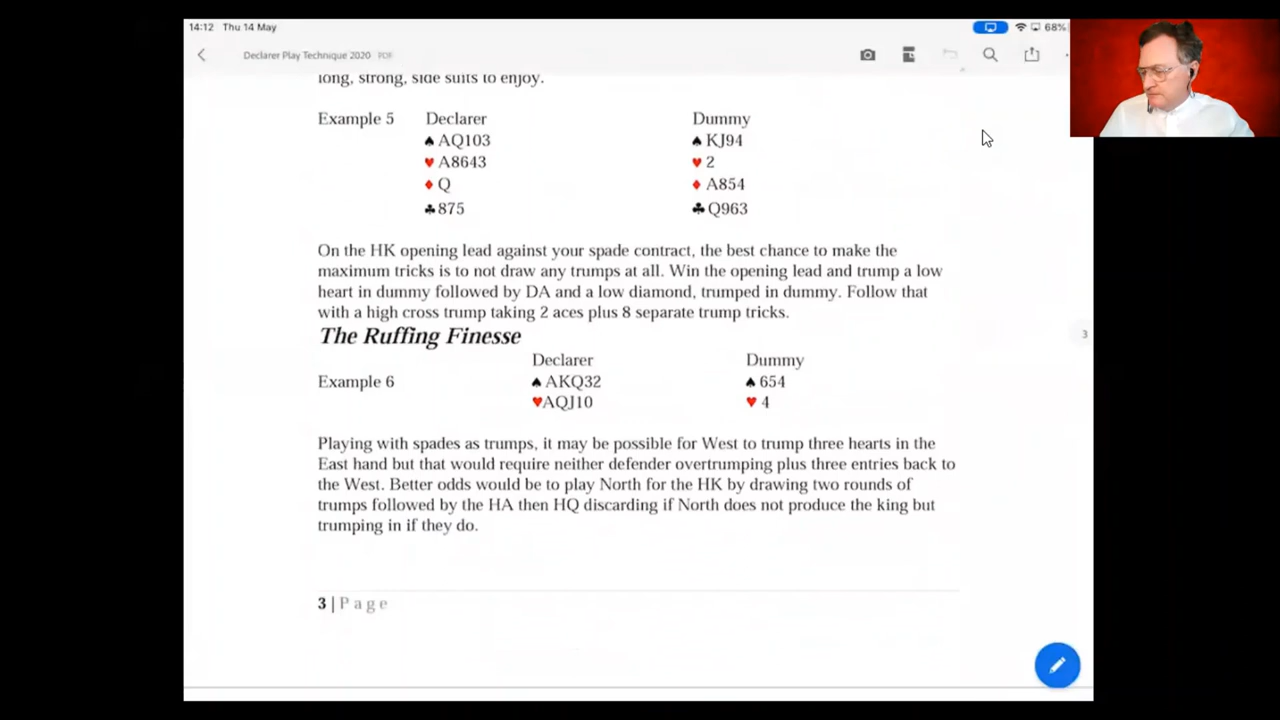 14:12 Thu 14 May
68%
Declarer Play Technique 2020 PDF
long, strong, side suits to enjoy.
Example 5 Declarer Dummy
♠ AQ103 ♠ KJ94
♥ A8643 ♥ 2
♦ Q ♦ A854
♣ 875 ♣ Q963
On the HK opening lead against your spade contract, the best chance to make the
maximum tricks is to not draw any trumps at all. Win the opening lead and trump a low
heart in dummy followed by DA and a low diamond, trumped in dummy. Follow that
with a high cross trump taking 2 aces plus 8 separate trump tricks.
The Ruffing Finesse
Declarer Dummy
Example 6 ♠ AKQ32 ♠ 654
♥AQJ10 ♥ 4
3
Playing with spades as trumps, it may be possible for West to trump three hearts in the
East hand but that would require neither defender overtrumping plus three entries back to
the West. Better odds would be to play North for the HK by drawing two rounds of
trumps followed by the HA then HQ discarding if North does not produce the king but
trumping in if they do.
3 | Page